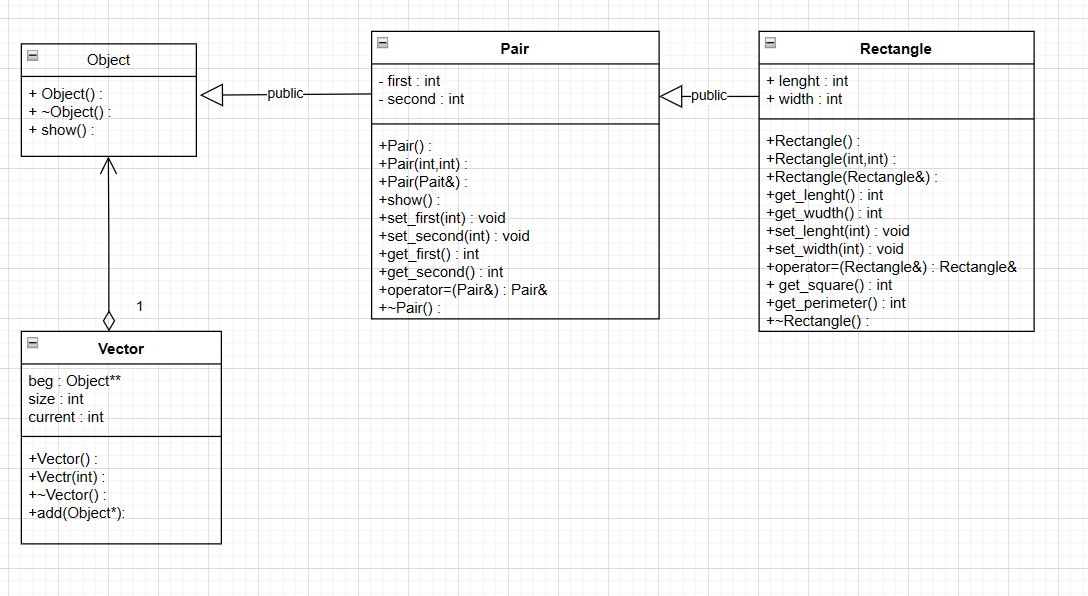 Object
+ Object() :
+ ~Object() :
+ show() :
public
Pair
- first : int
- second : int
+Pair() :
+Pair(int,int) :
+Pair(Pait&) :
+show() :
+set_first(int) : void
+set_second(int) : void
+get_first() : int
+get_second() : int
+operator=(Pair&) : Pair&
+~Pair() :
public
Rectangle
+ lenght : int
+ width : int
+Rectangle() :
+Rectangle(int,int) :
+Rectangle(Rectangle&) :
+get_lenght() : int
+get_wudth() : int
+set_lenght(int) : void
+set_width(int) : void
+operator=(Rectangle&) : Rectangle&
+ get_square() : int
+get_perimeter() : int
+~Rectangle() :
1
Vector
beg : Object**
size : int
current : int
+Vector() :
+Vectr(int) :
+~Vector() :
+add(Object*):